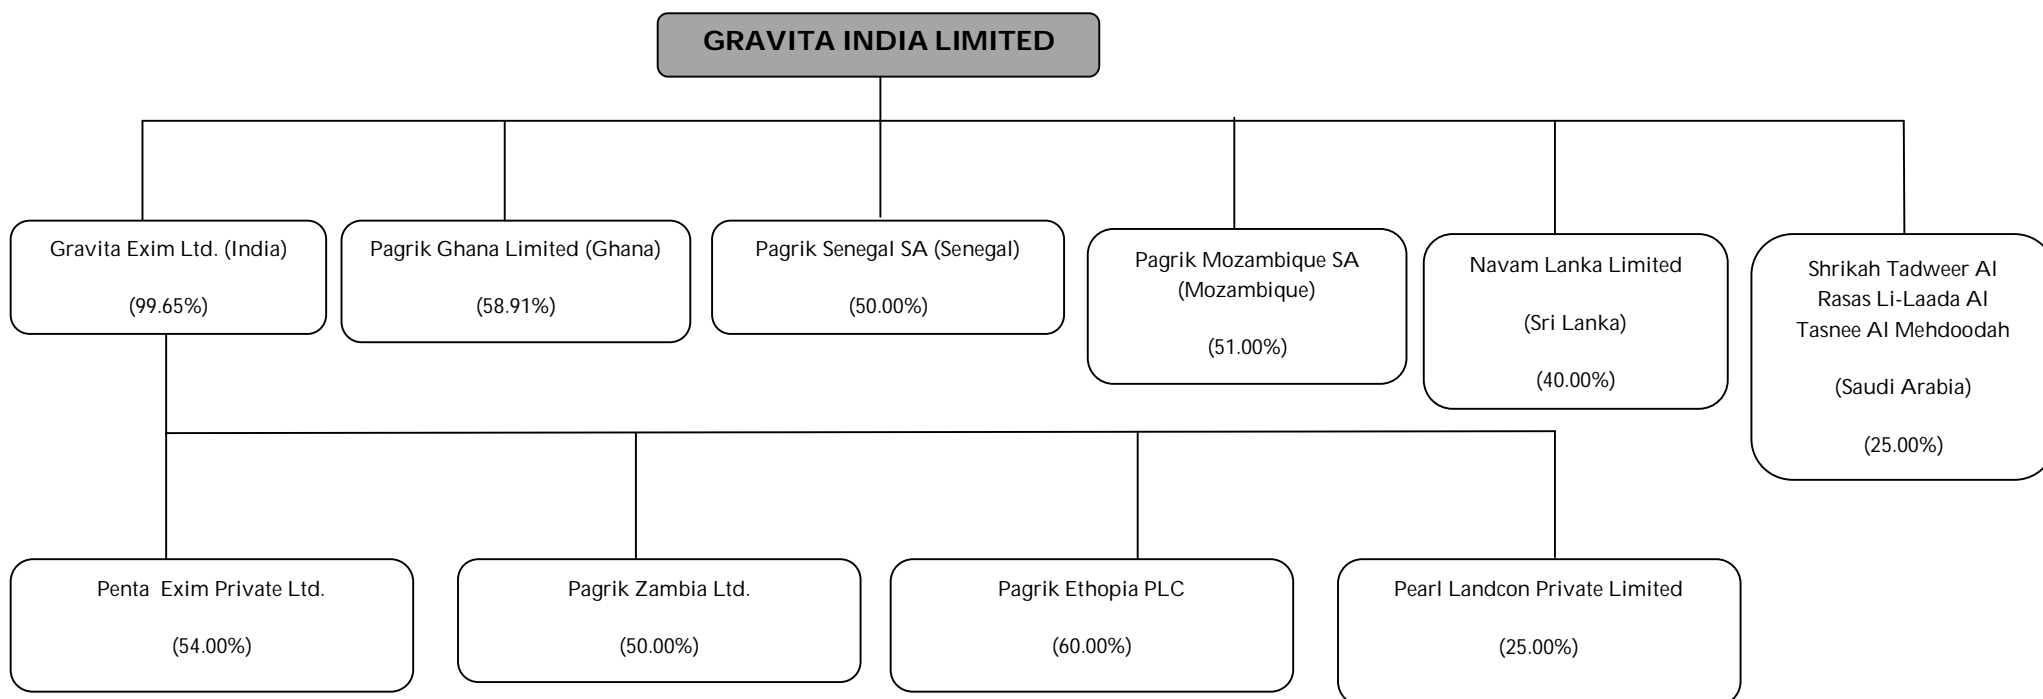 GRAVITA INDIA LIMITED
Gravita Exim Ltd. (India)
(99.65%)
Pagrik Ghana Limited (Ghana)
(58.91%)
Pagrik Senegal SA (Senegal)
(50.00%)
Pagrik Mozambique SA
(Mozambique)
(51.00%)
Navam Lanka Limited
(Sri Lanka)
(40.00%)
Shrikah Tadweer Al
Rasas Li-Laada Al
Tasnee Al Mehdoodah
(Saudi Arabia)
(25.00%)
Penta Exim Private Ltd.
(54.00%)
Pagrik Zambia Ltd.
(50.00%)
Pagrik Ethopia PLC
(60.00%)
Pearl Landcon Private Limited
(25.00%)